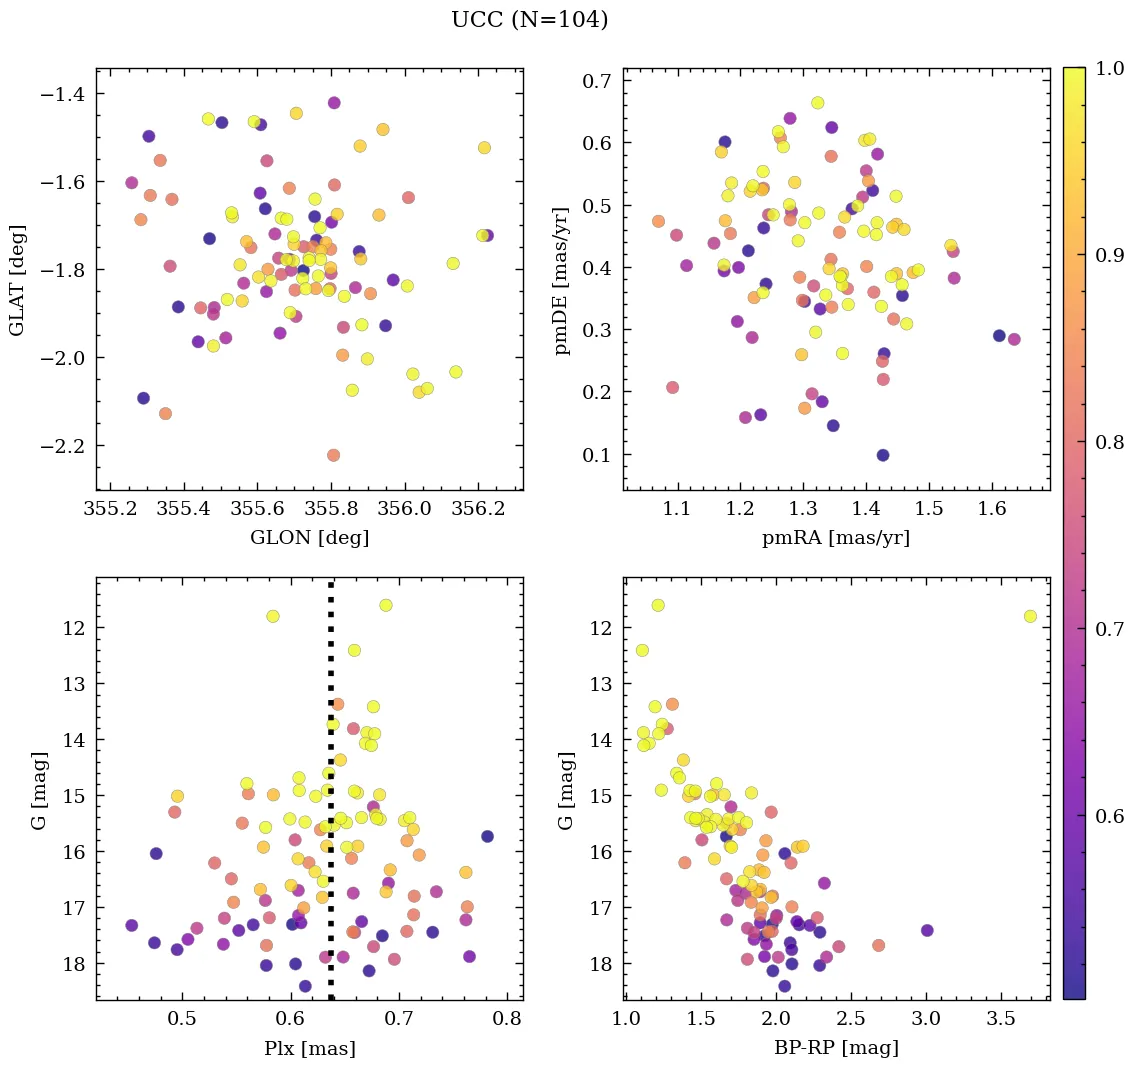 UCC (N=104)
−1.4
−1.6
−1.8
−2.0
−2.2
GLAT [deg]
355.2 355.4 355.6 355.8 356.0 356.2
GLON [deg]
0.7
0.6
0.5
0.4
0.3
0.2
0.1
pmDE [mas/yr]
1.1 1.2 1.3 1.4 1.5 1.6
pmRA [mas/yr]
1.0
0.9
0.8
0.7
0.6
12
13
14
15
16
17
18
G [mag]
0.5 0.6 0.7 0.8
Plx [mas]
12
13
14
15
16
17
18
G [mag]
1.0 1.5 2.0 2.5 3.0 3.5
BP-RP [mag]